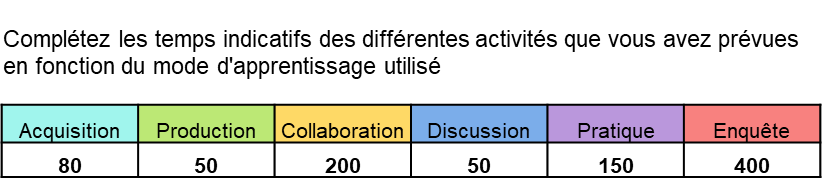 Complétez les temps indicatifs des différentes activités que vous avez prévues
en fonction du mode d'apprentissage utilisé
Acquisition Production Collaboration Discussion Pratique Enquête
80 50 200 50 150 400